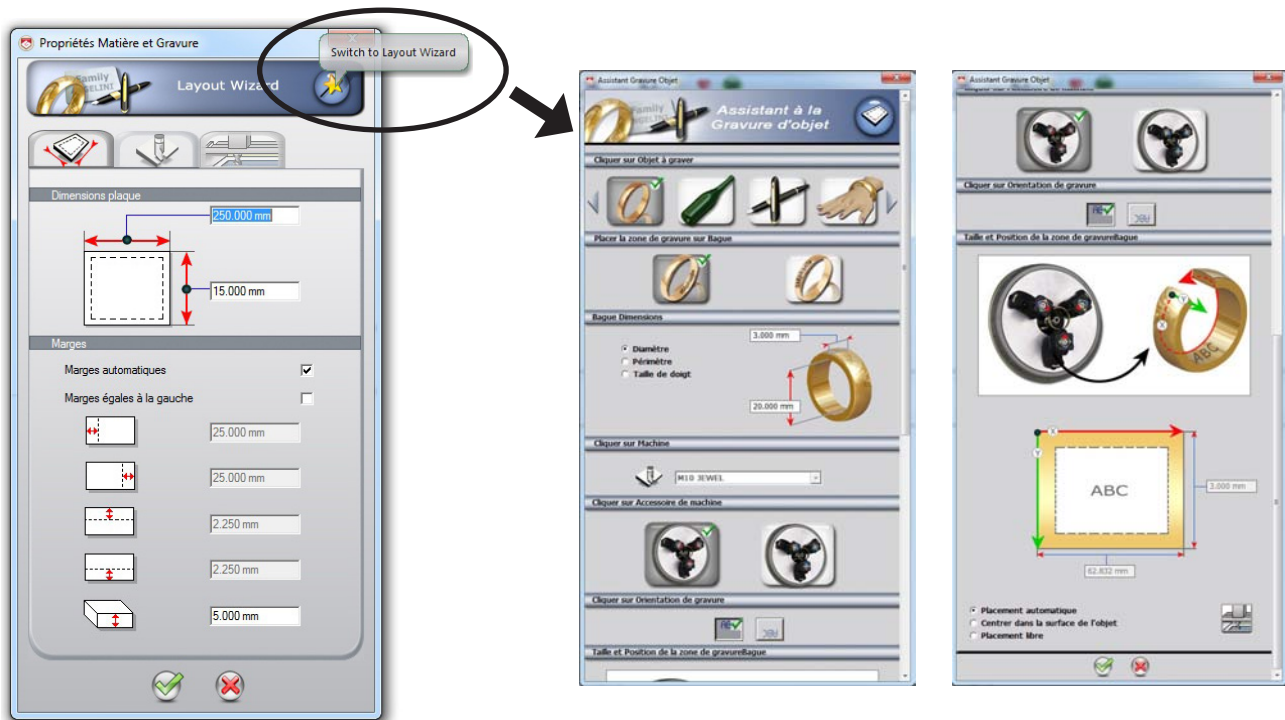 Propriétés Matière et Gravure
Switch to Layout Wizard
Family
Layout Wizard
Dimensions plaque
250.000 mm
15.000 mm
Marges
Marges automatiques
Marges égales à la gauche
25.000 mm
25.000 mm
2.250 mm
2.250 mm
5.000 mm
Assistant Gravure Objet
Family
Assistant à la
Gravure d'objet
Cliquer sur Objet à graver
Placer la zone de gravure sur Bague
Bague Dimensions
3.000 mm
Diamètre
Périmètre
Taille de doigt
20.000 mm
Cliquer sur Machine
M10 JEWEL
Cliquer sur Accessoire de machine
Cliquer sur Orientation de gravure
ABC
Taille et Position de la zone de gravureBague
Assistant Gravure Objet
Cliquer sur Orientation de gravure
ABC
Taille et Position de la zone de gravureBague
Y
X
ABC
X
Y
ABC
3.000 mm
62.832 mm
Placement automatique
Centrer dans la surface de l'objet
Placement libre